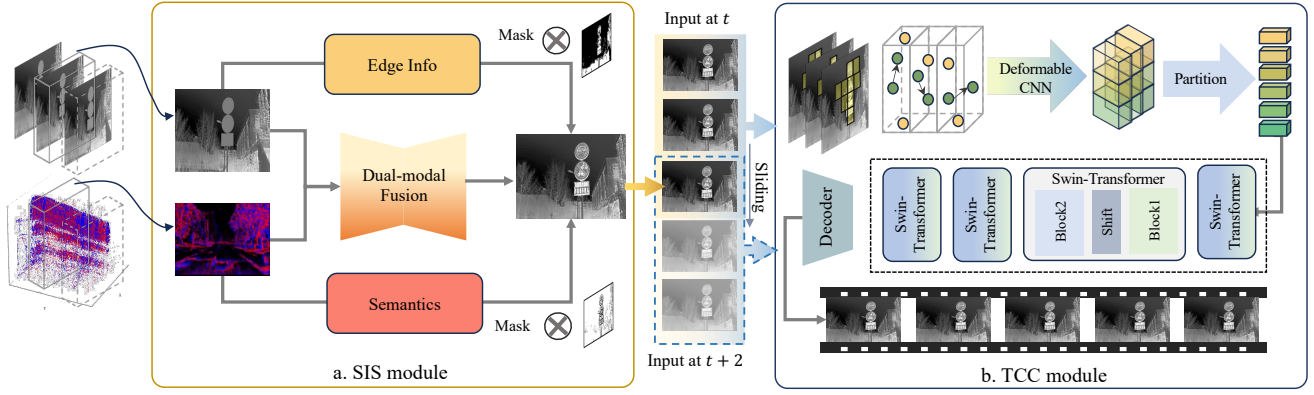 Edge Info
Mask
Dual-modal
Fusion
Semantics
Mask
a. SIS module
Input at t
Sliding
Input at t + 2
Deformable
CNN
Partition
Decoder
Swin-
Transformer
Swin-
Transformer
Swin-Transformer
Block2
Shift
Block1
Swin-
Transformer
b. TCC module